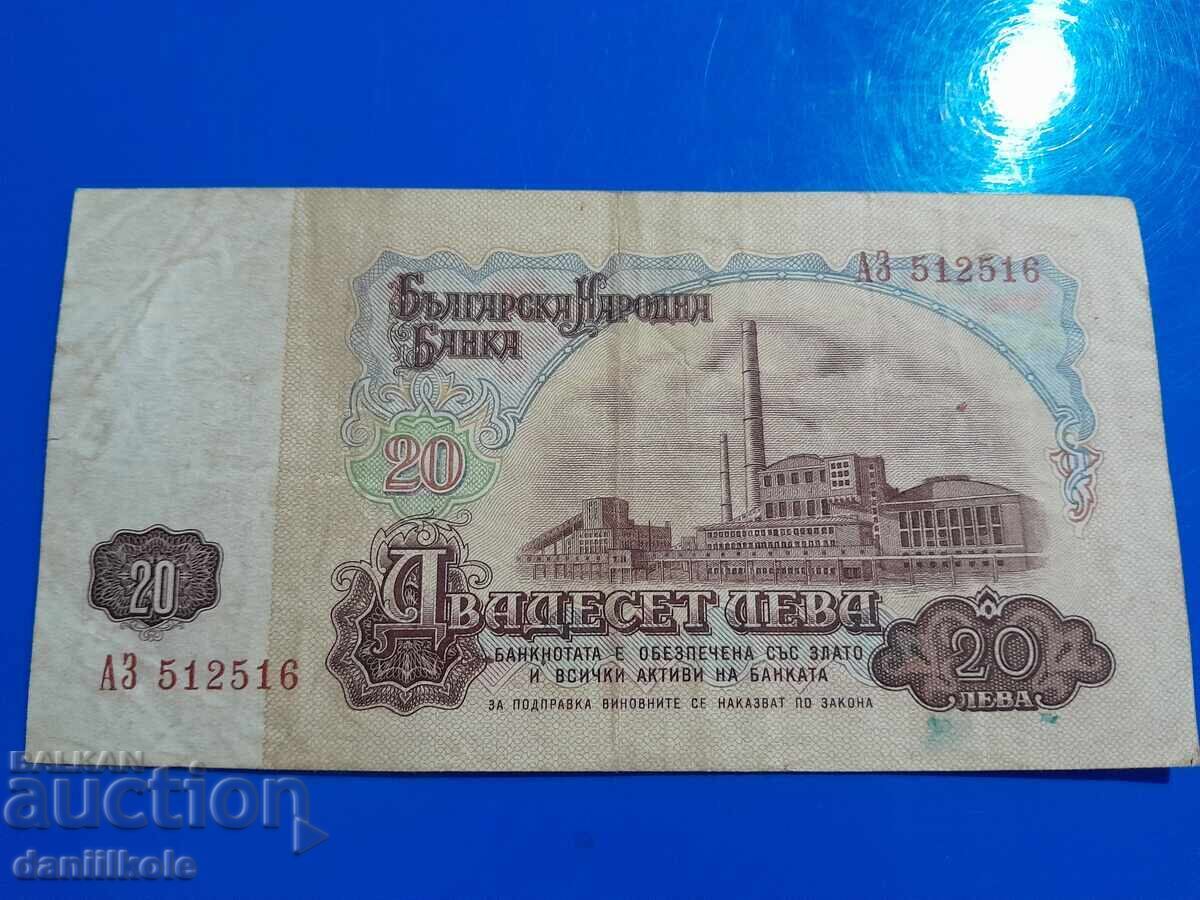 АЗ 512516
Българска Народна
Банка
20
Двадесет лева
20
20
ЛЕВА
БАНКНОТАТА Е ОБЕЗПЕЧЕНА СЪС ЗЛАТО
И ВСИЧКИ АКТИВИ НА БАНКАТА
ЗА ПОДПРАВКА ВИНОВНИТЕ СЕ НАКАЗВАТ ПО ЗАКОНА
АЗ 512516
BALKAN
auction
daniilkole